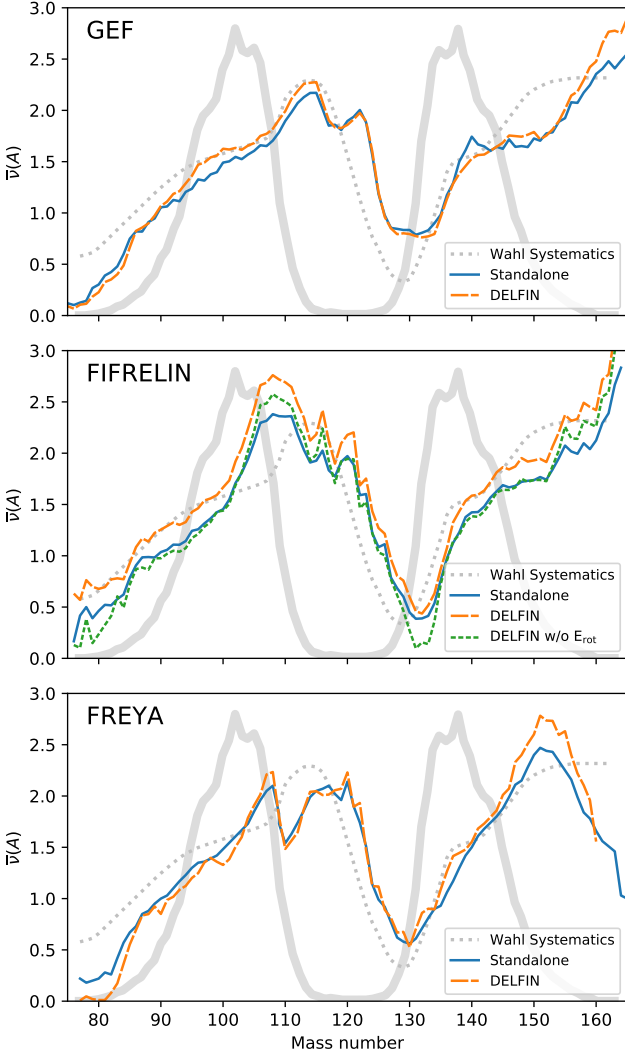 GEF
3.0
2.5
2.0
1.5
1.0
0.5
0.0
ν̅(A)
Wahl Systematics
Standalone
DELFIN
FIFRELIN
3.0
2.5
2.0
1.5
1.0
0.5
0.0
ν̅(A)
Wahl Systematics
Standalone
DELFIN
DELFIN w/o Erot
FREYA
3.0
2.5
2.0
1.5
1.0
0.5
0.0
ν̅(A)
Wahl Systematics
Standalone
DELFIN
80 90 100 110 120 130 140 150 160
Mass number